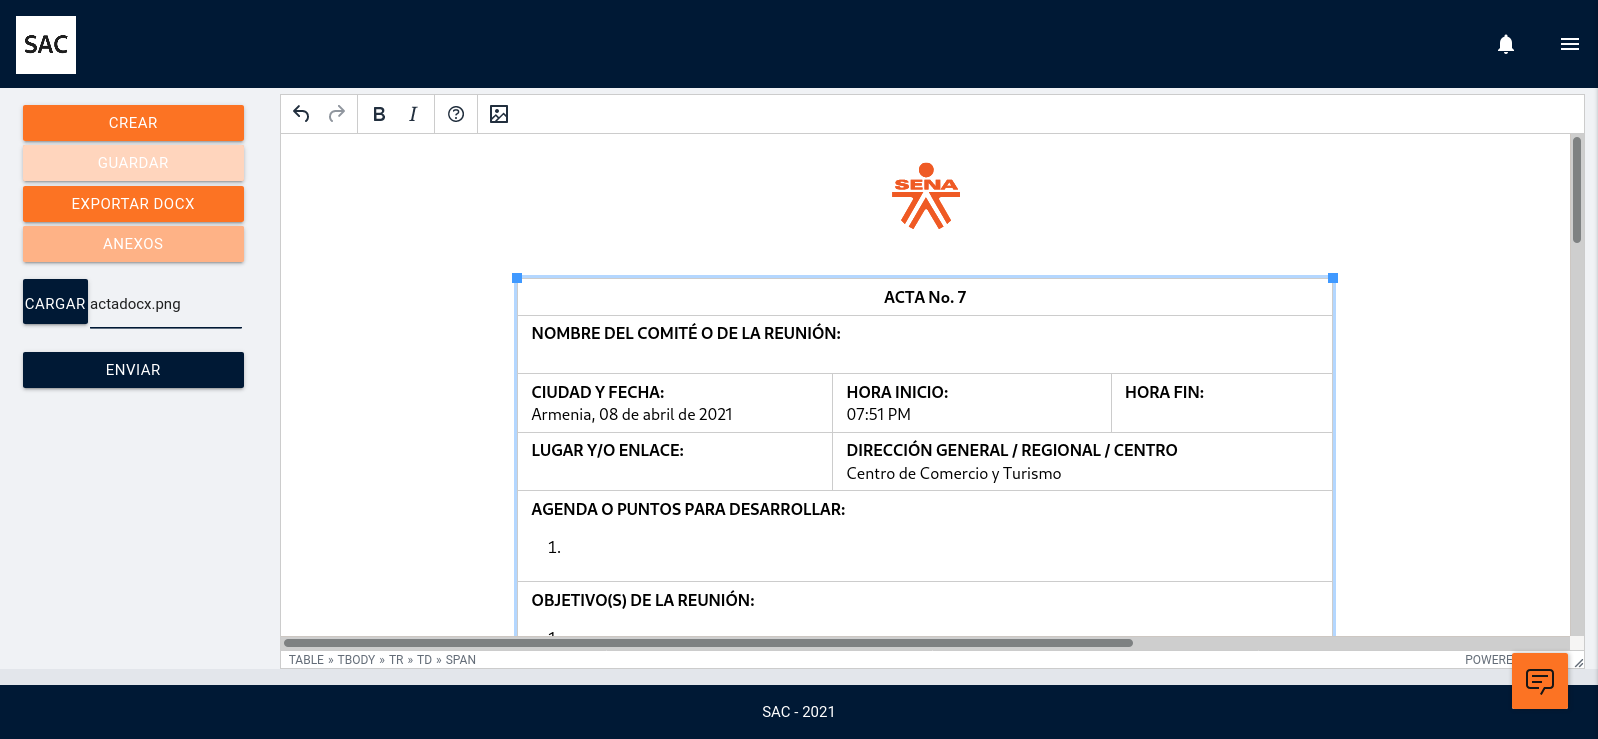 SAC
CREAR
GUARDAR
EXPORTAR DOCX
ANEXOS
CARGAR actadocx.png
ENVIAR
B I
SENA
ACTA No. 7
NOMBRE DEL COMITÉ O DE LA REUNIÓN:
CIUDAD Y FECHA: HORA INICIO: HORA FIN:
Armenia, 08 de abril de 2021 07:51 PM
LUGAR Y/O ENLACE: DIRECCIÓN GENERAL / REGIONAL / CENTRO
Centro de Comercio y Turismo
AGENDA O PUNTOS PARA DESARROLLAR:
1.
OBJETIVO(S) DE LA REUNIÓN:
1.
TABLE » TBODY » TR » TD » SPAN POWERE
SAC - 2021